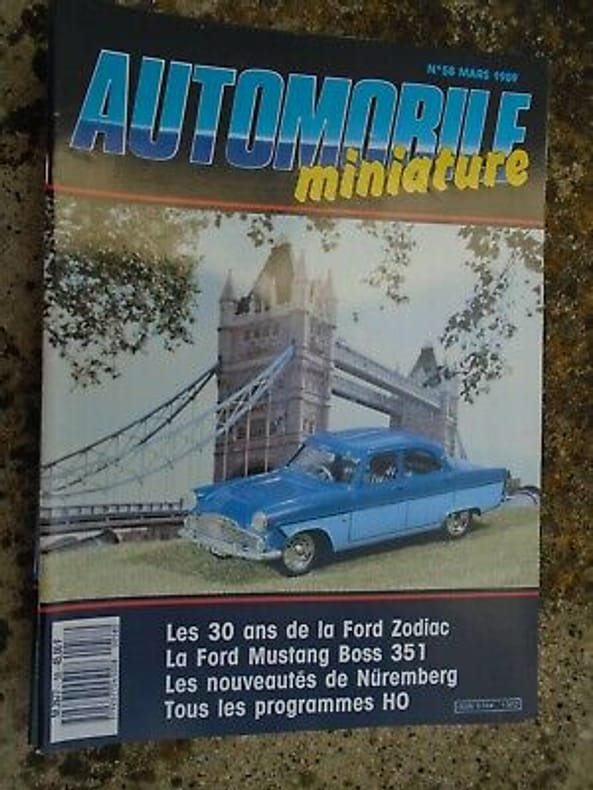 N°58 MARS 1989
AUTOMOBILE
miniature
Les 30 ans de la Ford Zodiac
La Ford Mustang Boss 351
Les nouveautés de Nüremberg
Tous les programmes HO